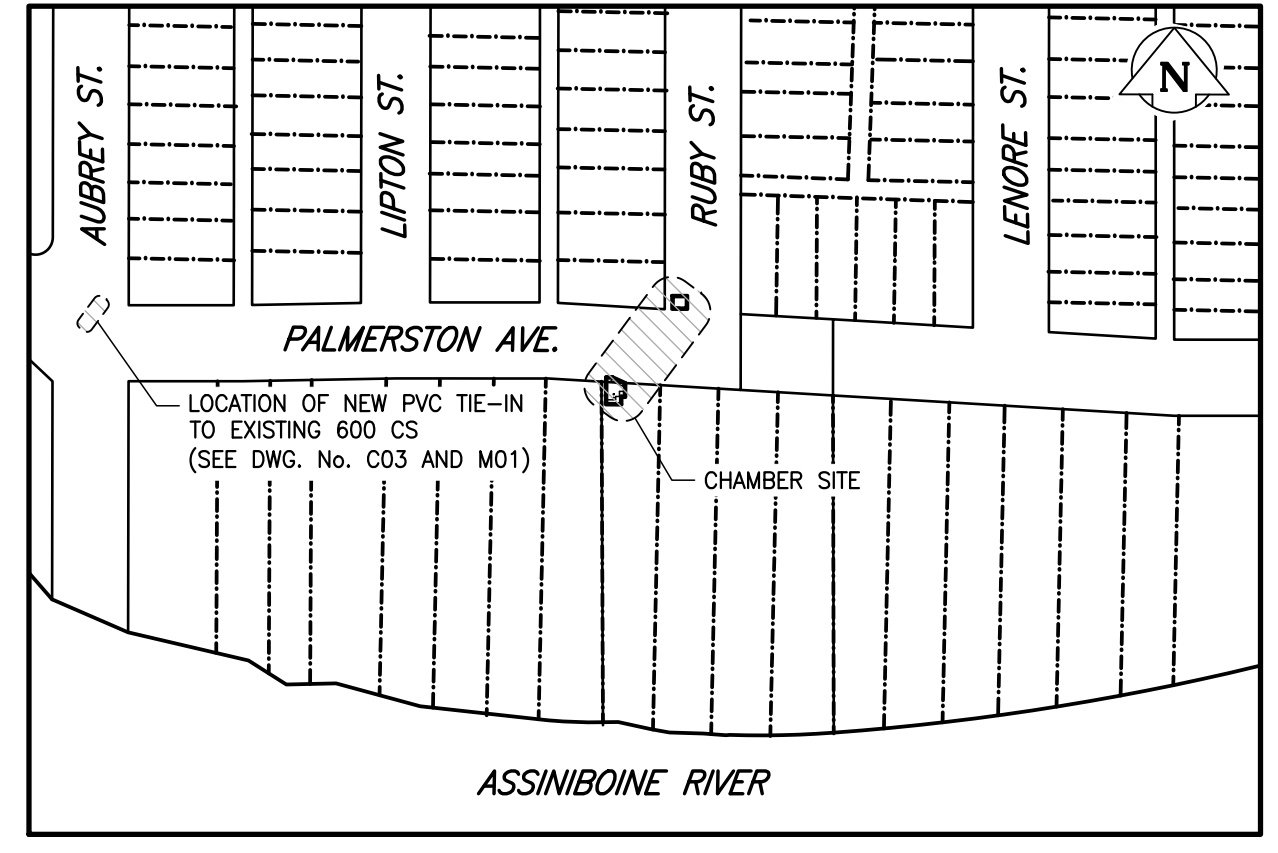 AUBREY ST.
LIPTON ST.
RUBY ST.
LENORE ST.
N
PALMERSTON AVE.
LOCATION OF NEW PVC TIE-IN
TO EXISTING 600 CS
(SEE DWG. No. C03 AND M01)
CHAMBER SITE
ASSINIBOINE RIVER